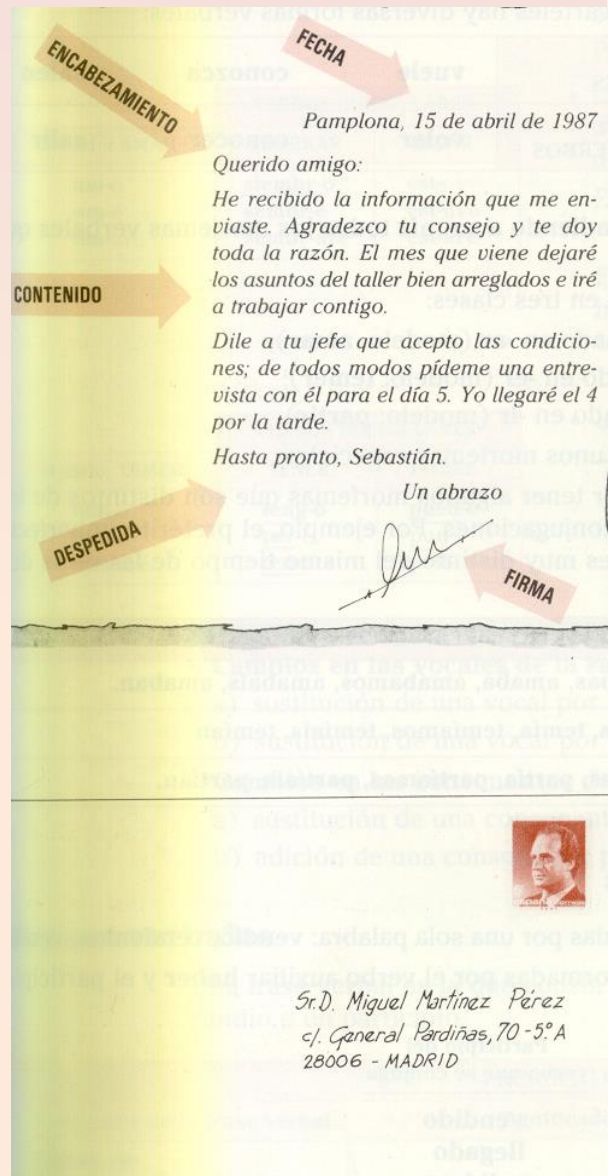 ENCABEZAMIENTO
FECHA
Pamplona, 15 de abril de 1987
Querido amigo:
He recibido la información que me en-
viaste. Agradezco tu consejo y te doy
toda la razón. El mes que viene dejaré
los asuntos del taller bien arreglados e iré
a trabajar contigo.
CONTENIDO
Dile a tu jefe que acepto las condicio-
nes; de todos modos pídeme una entre-
vista con él para el día 5. Yo llegaré el 4
por la tarde.
Hasta pronto, Sebastián.
Un abrazo
DESPEDIDA
FIRMA
Sr.D. Miguel Martínez Pérez
c/. General Pardiñas, 70-5º A
28006 - MADRID